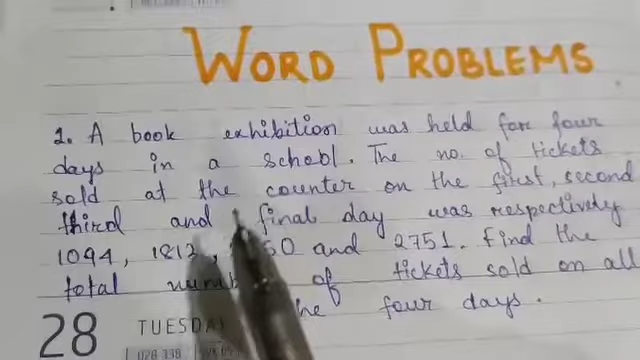 WORD PROBLEMS
1. A book exhibition was held for four
days in a school. The no. of tickets
sold at the counter on the first, second
third and final day was respectively
1094, 1812, 50 and 2751. Find the
total of tickets sold on all
the four days.
28 TUESDAY